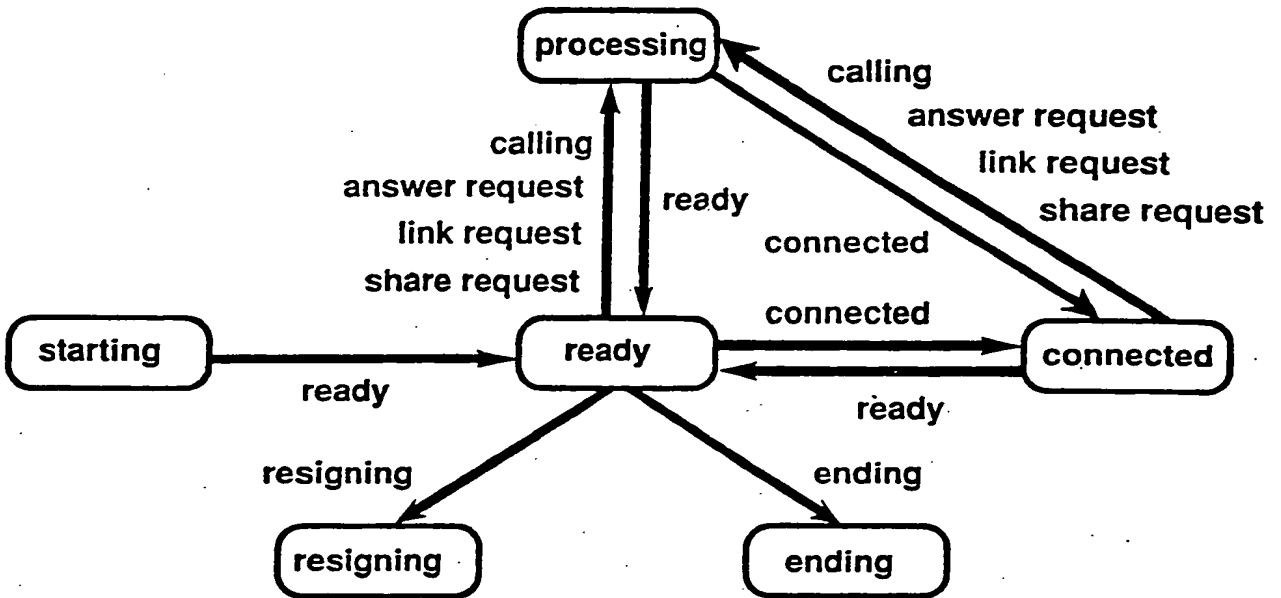 processing
calling
answer request
link request
share request
calling
answer request
link request
share request
ready
connected
connected
starting
ready
connected
ready
ready
resigning
ending
resigning
ending